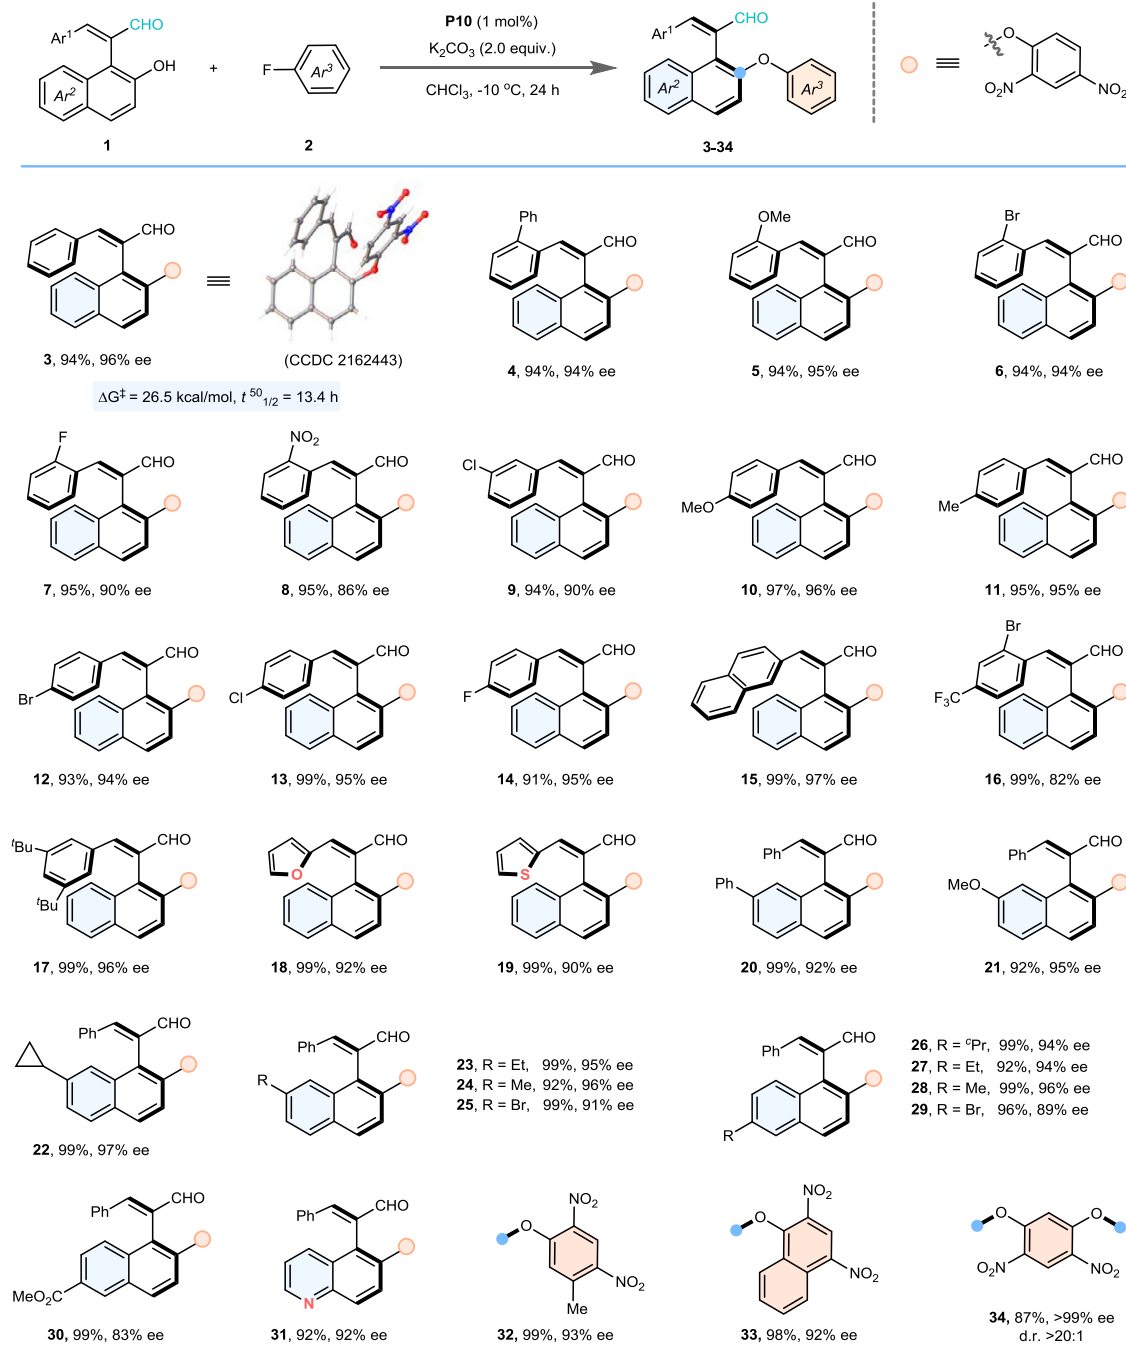 Ar1 CHO OH Ar2
+
F Ar3
P10 (1 mol%)
K2CO3 (2.0 equiv.)
CHCl3, -10 °C, 24 h
Ar1 CHO Ar2 O Ar3
≡ O NO2 NO2
1 2 3-34
CHO
3, 94%, 96% ee
≡
(CCDC 2162443)
ΔG‡ = 26.5 kcal/mol, t 50 1/2 = 13.4 h
Ph CHO
4, 94%, 94% ee
OMe CHO
5, 94%, 95% ee
Br CHO
6, 94%, 94% ee
F CHO
7, 95%, 90% ee
NO2 CHO
8, 95%, 86% ee
Cl CHO
9, 94%, 90% ee
MeO CHO
10, 97%, 96% ee
Me CHO
11, 95%, 95% ee
Br CHO
12, 93%, 94% ee
Cl CHO
13, 99%, 95% ee
F CHO
14, 91%, 95% ee
CHO
15, 99%, 97% ee
Br CHO F3C
16, 99%, 82% ee
tBu CHO tBu
17, 99%, 96% ee
O CHO
18, 99%, 92% ee
S CHO
19, 99%, 90% ee
Ph CHO Ph
20, 99%, 92% ee
Ph CHO MeO
21, 92%, 95% ee
Ph CHO
22, 99%, 97% ee
Ph CHO R
23, R = Et, 99%, 95% ee
24, R = Me, 92%, 96% ee
25, R = Br, 99%, 91% ee
Ph CHO R
26, R = cPr, 99%, 94% ee
27, R = Et, 92%, 94% ee
28, R = Me, 99%, 96% ee
29, R = Br, 96%, 89% ee
Ph CHO MeO2C
30, 99%, 83% ee
Ph CHO N
31, 92%, 92% ee
O NO2 NO2 Me
32, 99%, 93% ee
O NO2 NO2
33, 98%, 92% ee
O O NO2 NO2
34, 87%, >99% ee
d.r. >20:1